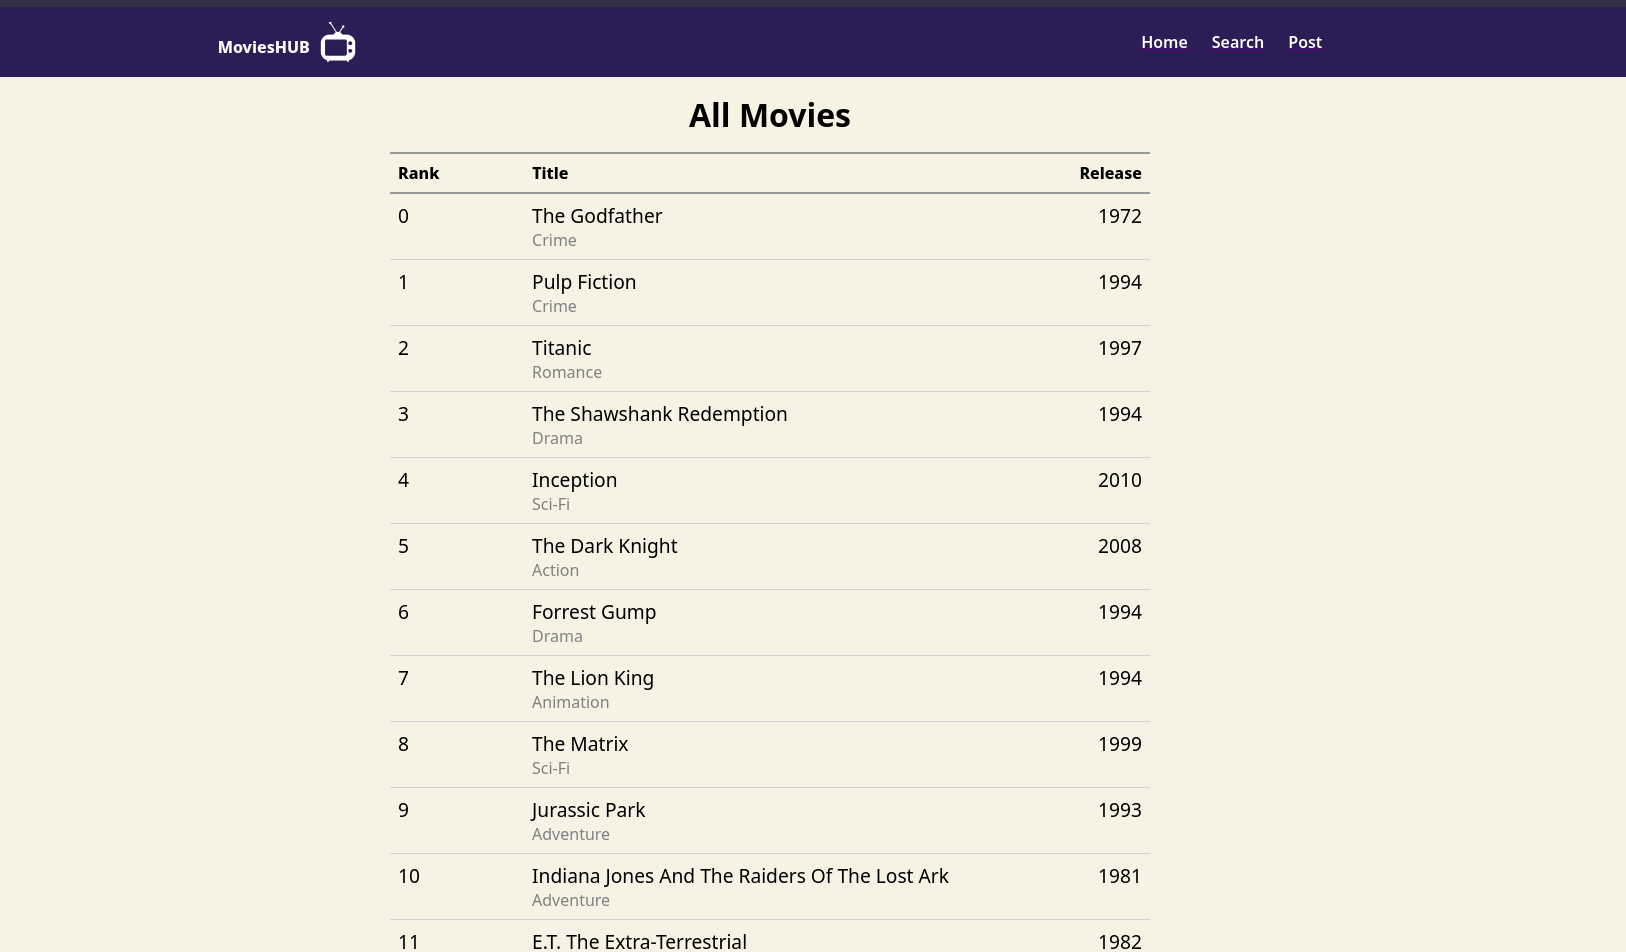 MoviesHUB
Home Search Post
All Movies
Rank Title Release
0 The Godfather 1972
Crime
1 Pulp Fiction 1994
Crime
2 Titanic 1997
Romance
3 The Shawshank Redemption 1994
Drama
4 Inception 2010
Sci-Fi
5 The Dark Knight 2008
Action
6 Forrest Gump 1994
Drama
7 The Lion King 1994
Animation
8 The Matrix 1999
Sci-Fi
9 Jurassic Park 1993
Adventure
10 Indiana Jones And The Raiders Of The Lost Ark 1981
Adventure
11 E.T. The Extra-Terrestrial 1982